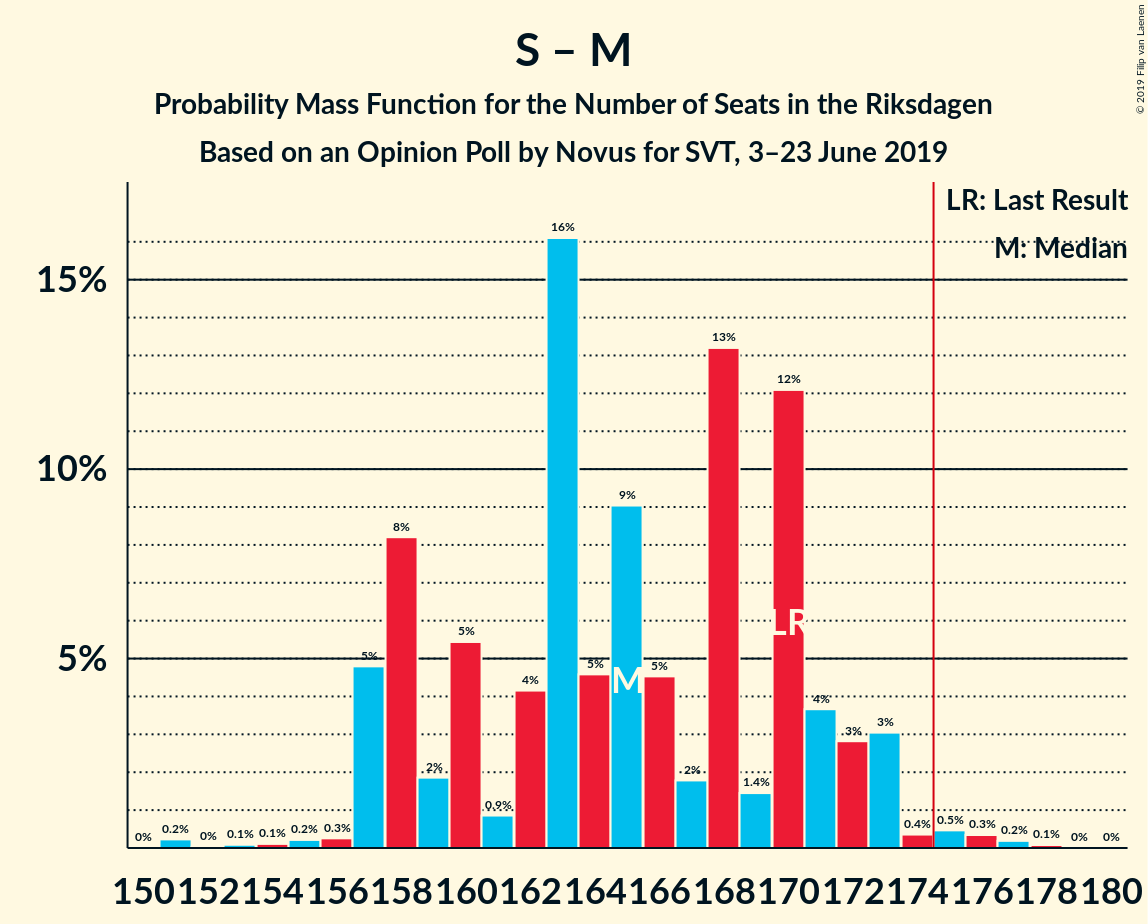 © 2019 Filip van Laenen
S – M
Probability Mass Function for the Number of Seats in the Riksdagen
Based on an Opinion Poll by Novus for SVT, 3–23 June 2019
LR: Last Result
M: Median
15%
10%
5%
0% 0.2% 0% 0.1% 0.1% 0.2% 0.3% 5% 8% 2% 5% 0.9% 4% 16% 5% 9% 5% 2% 13% 1.4% 12% 4% 3% 3% 0.4% 0.5% 0.3% 0.2% 0.1% 0% 0%
M
LR
150 152 154 156 158 160 162 164 166 168 170 172 174 176 178 180